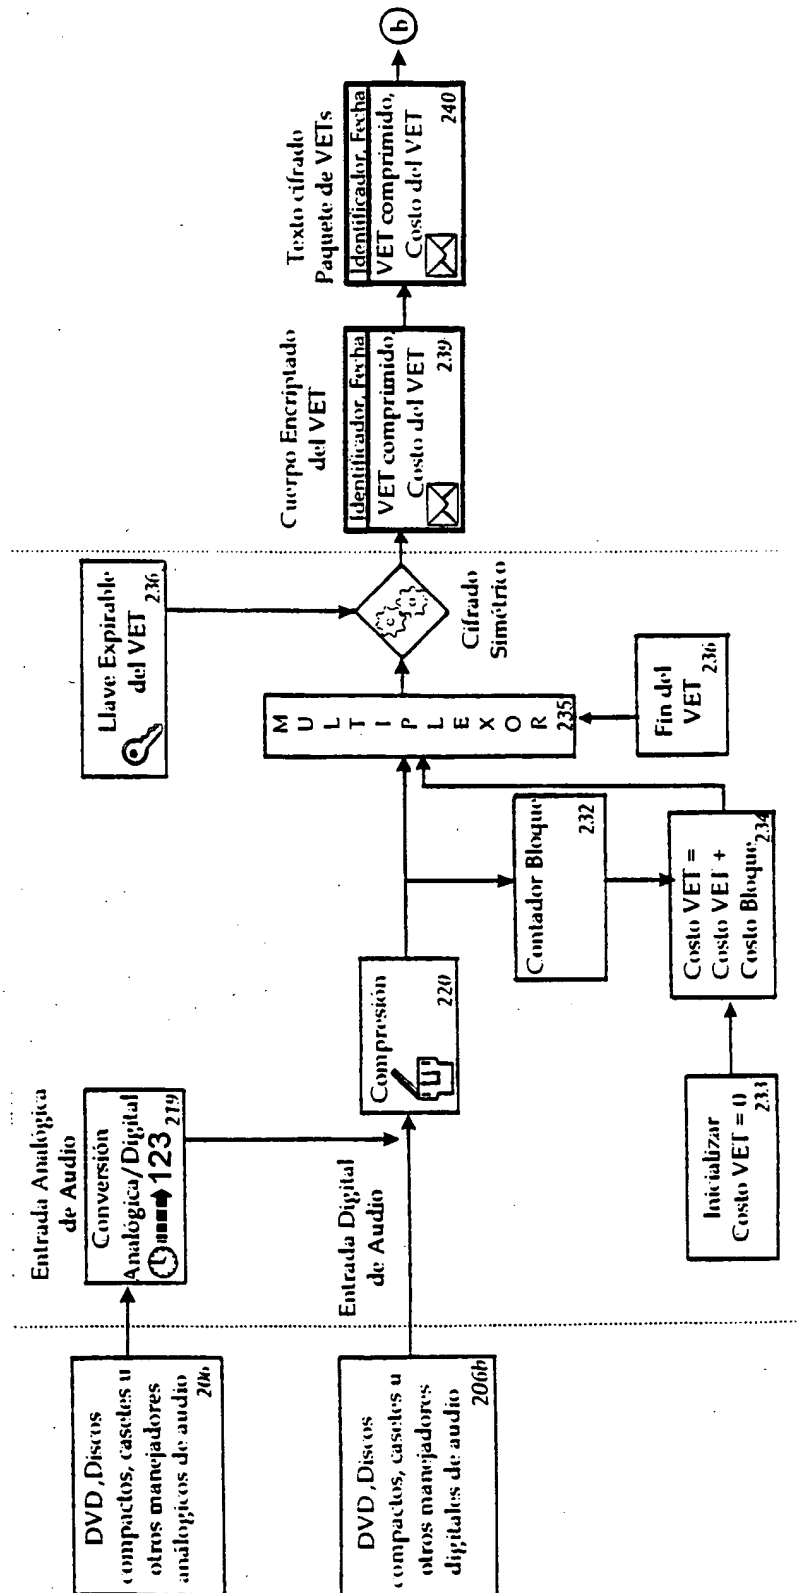 DVD, Discos
compactos, casetes u
otros manejadores
analógicos de audio
206
Entrada Analógica
de Audio
Conversión
Analógica/Digital
123
219
DVD, Discos
compactos, casetes u
otros manejadores
digitales de audio
206b
Entrada Digital
de Audio
Compresión
220
Inicializar
Costo VET = 0
233
Contador Bloque
232
Costo VET =
Costo VET +
Costo Bloque
234
MULTIPLEXOR
235
Fin del
VET
236
Llave Expirable
del VET
236
Cifrado
Simétrico
Cuerpo Encriptado
del VET
Identificador, Fecha
VET comprimido,
Costo del VET
239
Texto cifrado
Paquete de VETs
Identificador, Fecha
VET comprimido,
Costo del VET
240
b